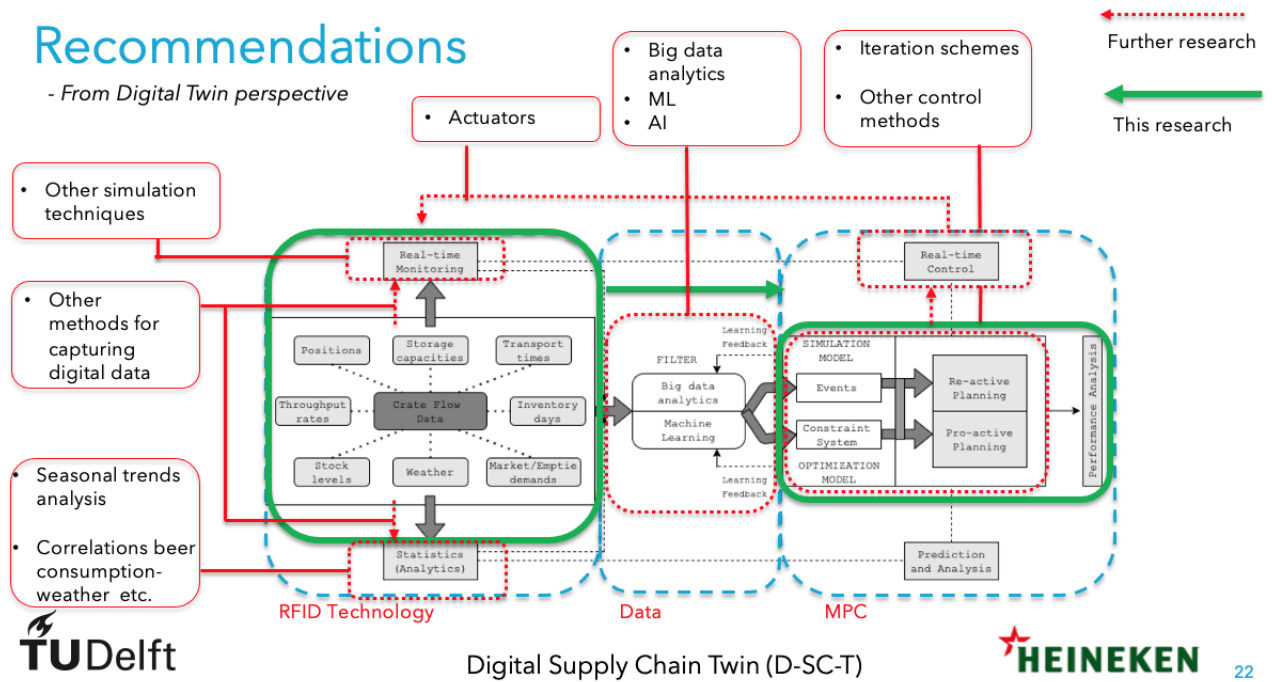 Recommendations
- From Digital Twin perspective
Further research
This research
• Actuators
• Big data
analytics
• ML
• AI
• Iteration schemes
• Other control
methods
• Other simulation
techniques
• Other
methods for
capturing
digital data
• Seasonal trends
analysis
• Correlations beer
consumption-
weather etc.
Real-time
Monitoring
Positions
Storage
capacities
Transport
times
Throughput
rates
Crate Flow
Data
Inventory
days
Stock
levels
Weather
Market/Emptie
demands
Statistics
(Analytics)
RFID Technology
Learning
Feedback
FILTER
Big data
analytics
Machine
Learning
Learning
Feedback
Data
Real-time
Control
SIMULATION
MODEL
Events
Constraint
System
OPTIMIZATION
MODEL
Re-active
Planning
Pro-active
Planning
Performance Analysis
Prediction
and Analysis
MPC
TUDelft
Digital Supply Chain Twin (D-SC-T)
HEINEKEN
22